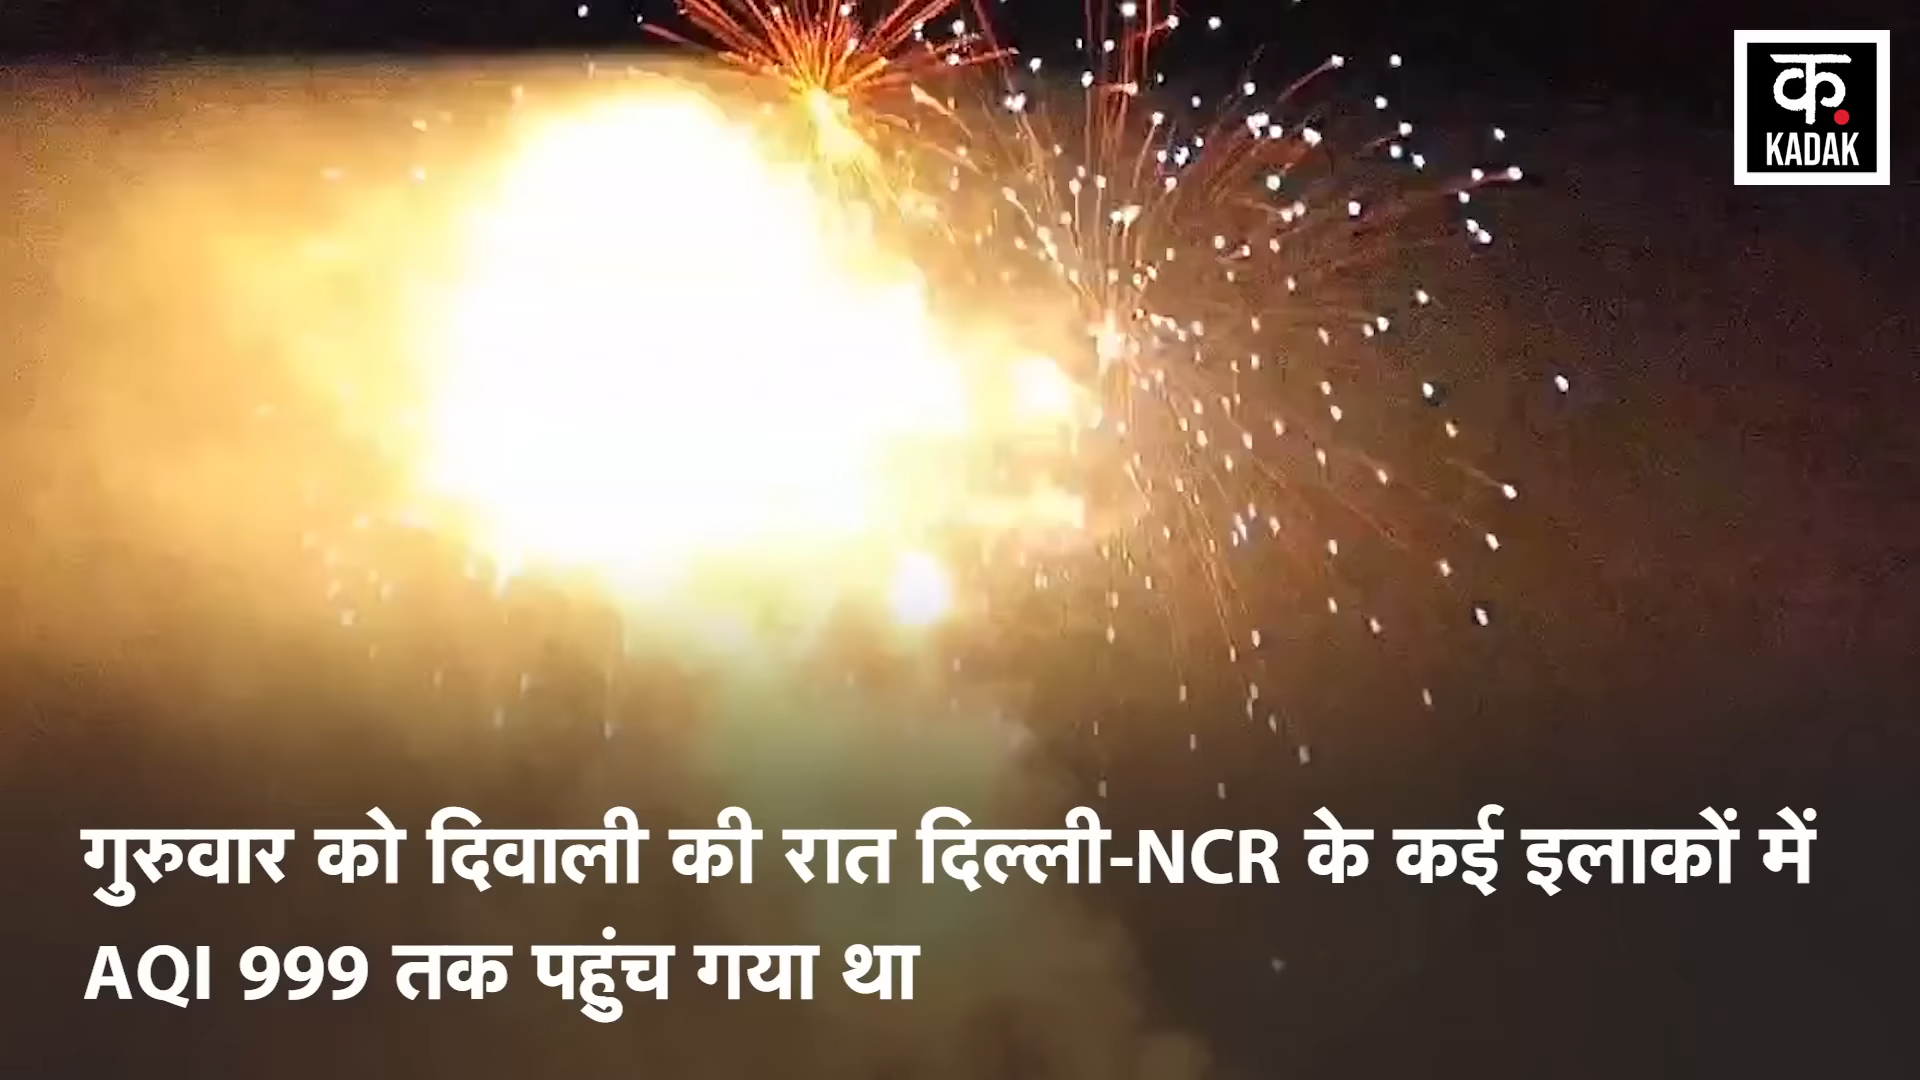 क.
KADAK
गुरुवार को दिवाली की रात दिल्ली-NCR के कई इलाकों में
AQI 999 तक पहुंच गया था